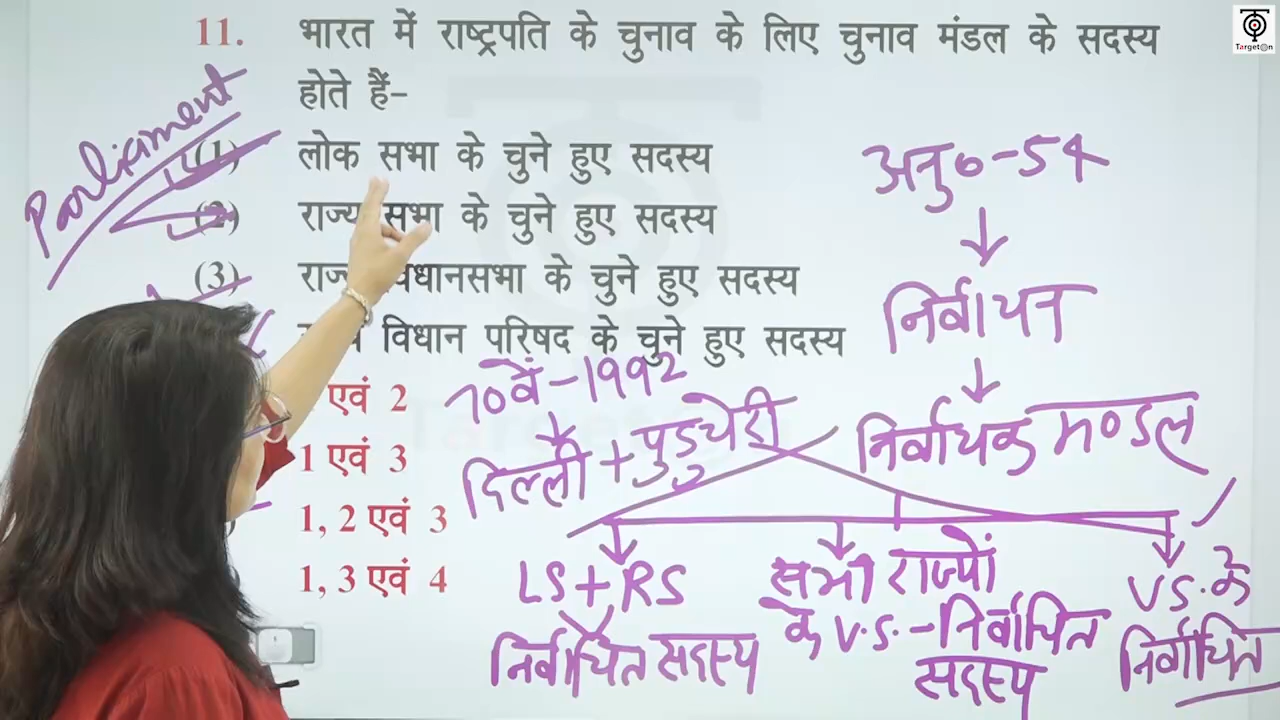 11. भारत में राष्ट्रपति के चुनाव के लिए चुनाव मंडल के सदस्य
होते हैं-
(1) लोक सभा के चुने हुए सदस्य
(2) राज्य सभा के चुने हुए सदस्य
(3) विधानसभा के चुने हुए सदस्य
विधान परिषद के चुने हुए सदस्य
एवं 2
1 एवं 3
1, 2 एवं 3
1, 3 एवं 4
Parliament
अनु० - 54
निर्वाचन
निर्वाचक मण्डल
70वें - 1992
दिल्ली + पुडुचेरी
LS + RS
निर्वाचित सदस्य
सभी राज्यों
के V.S. - निर्वाचित
सदस्य
V.S. के
निर्वाचित
Target@n